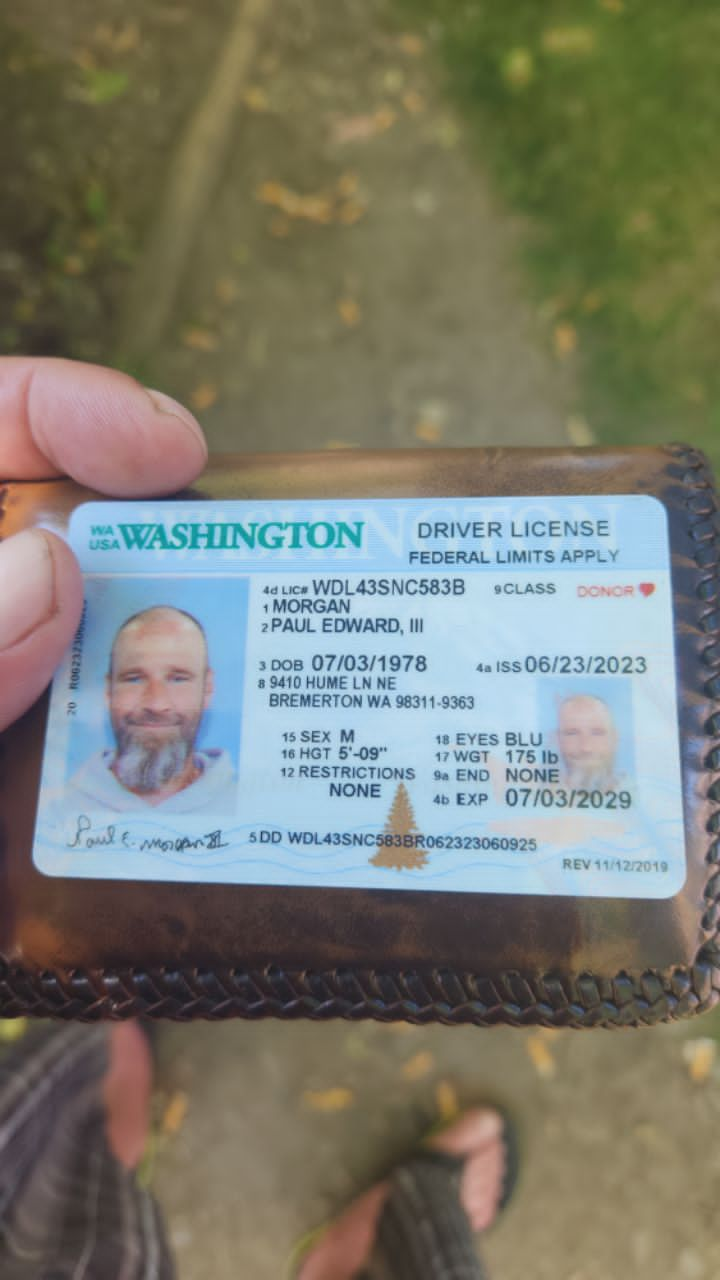 WA USA WASHINGTON DRIVER LICENSE
FEDERAL LIMITS APPLY
4d LIC# WDL43SNC583B 9 CLASS DONOR
1 MORGAN
2 PAUL EDWARD, III
3 DOB 07/03/1978 4a ISS 06/23/2023
8 9410 HUME LN NE
BREMERTON WA 98311-9363
15 SEX M 18 EYES BLU
16 HGT 5'-09" 17 WGT 175 lb
12 RESTRICTIONS 9a END NONE
NONE 4b EXP 07/03/2029
Paul E. Morgan III
5 DD WDL43SNC583BR062323060925
REV 11/12/2019
20